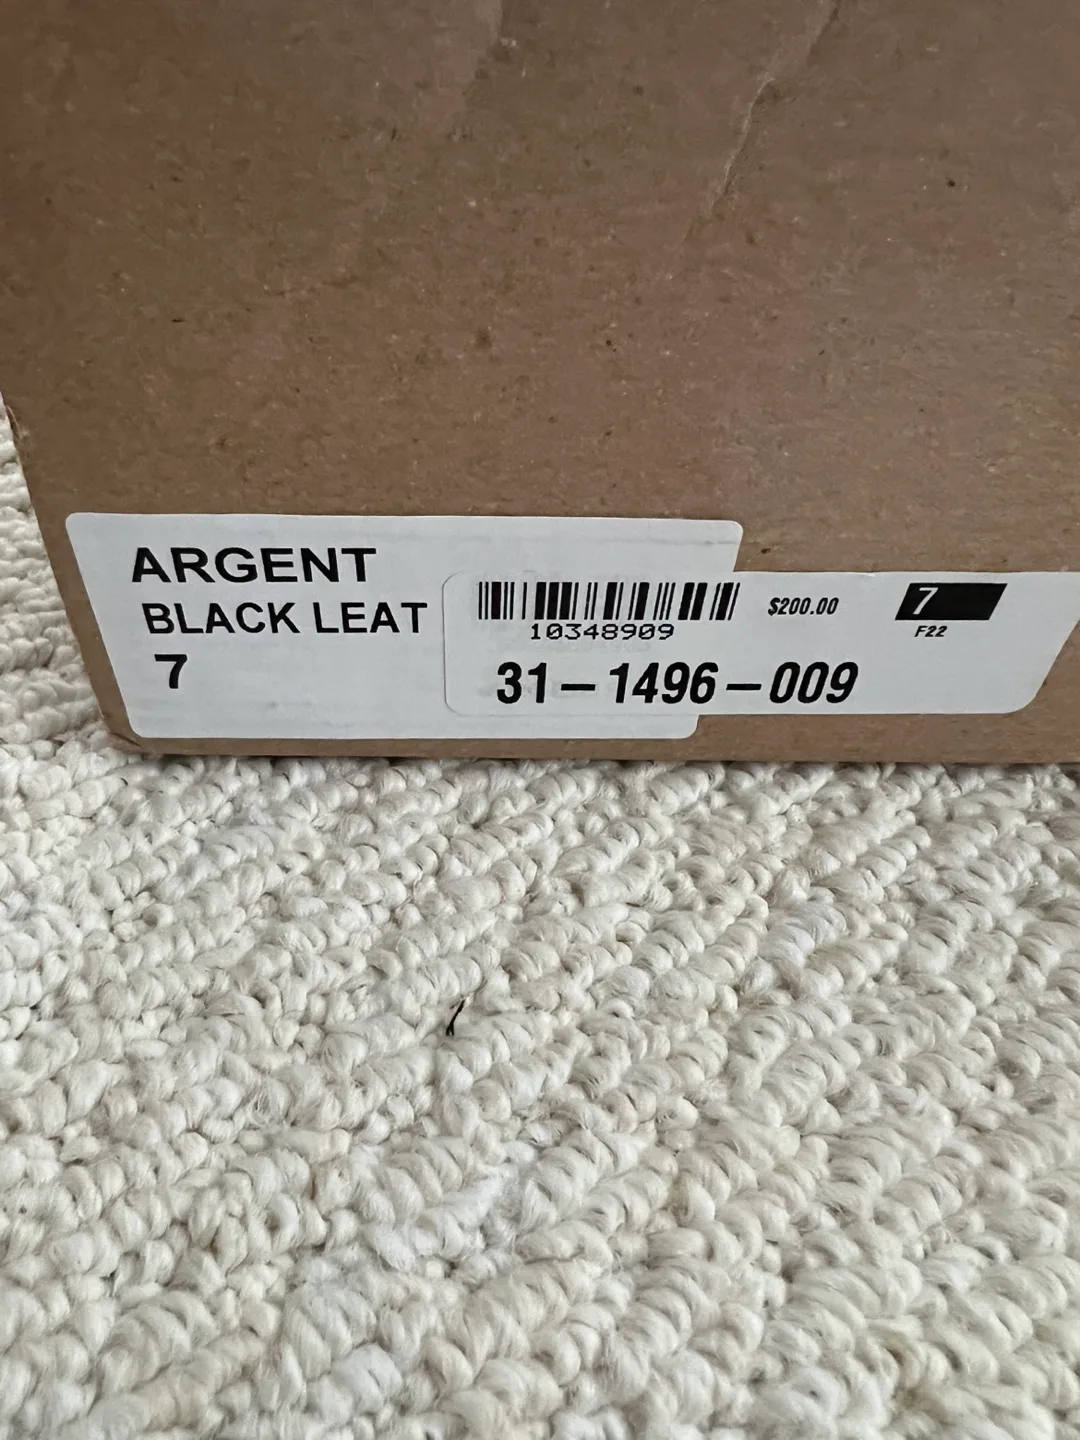 ARGENT
BLACK LEAT
7
10348909
$200.00
7
F22
31-1496-009